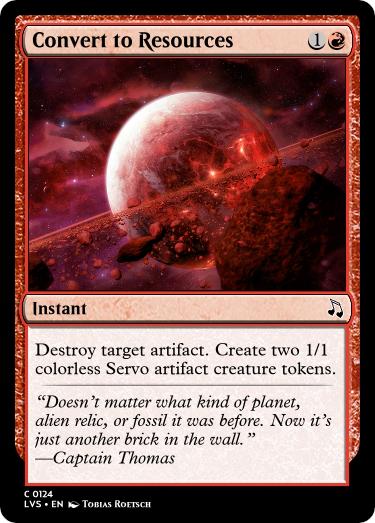 Convert to Resources 1
Instant
Destroy target artifact. Create two 1/1
colorless Servo artifact creature tokens.
“Doesn’t matter what kind of planet,
alien relic, or fossil it was before. Now it’s
just another brick in the wall.”
—Captain Thomas
C 0124
LVS • EN Tobias Roetsch